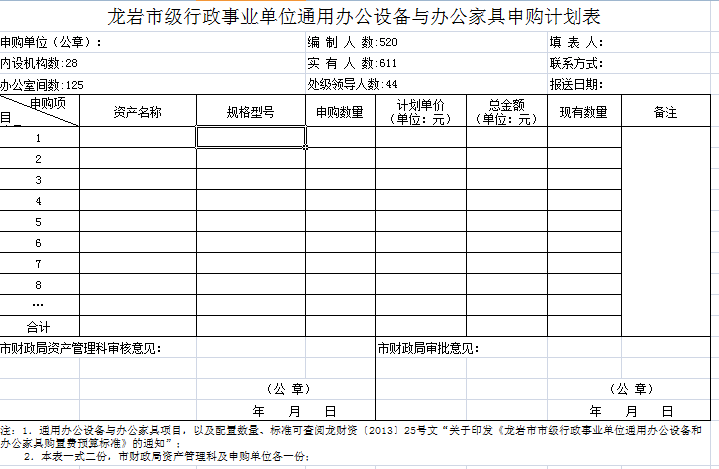 龙岩市级行政事业单位通用办公设备与办公家具申购计划表
申购单位（公章）： 编 制 人 数:520 填 表 人：
内设机构数:28 实 有 人 数:611 联系方式：
办公室间数:125 处级领导人数:44 报送日期：
申购项
目
资产名称 规格型号 申购数量 计划单价 （单位：元） 总金额 （单位：元） 现有数量 备注
1
2
3
4
5
6
7
8
…
合计
市财政局资产管理科审核意见： 市财政局审批意见：
（公 章） （公 章）
年 月 日 年 月 日
注：1．通用办公设备与办公家具项目，以及配置数量、标准可查阅龙财资〔2013〕25号文“关于印发《龙岩市市级行政事业单位通用办公设备和
办公家具购置费预算标准》的通知”；
2．本表一式二份，市财政局资产管理科及申购单位各一份；